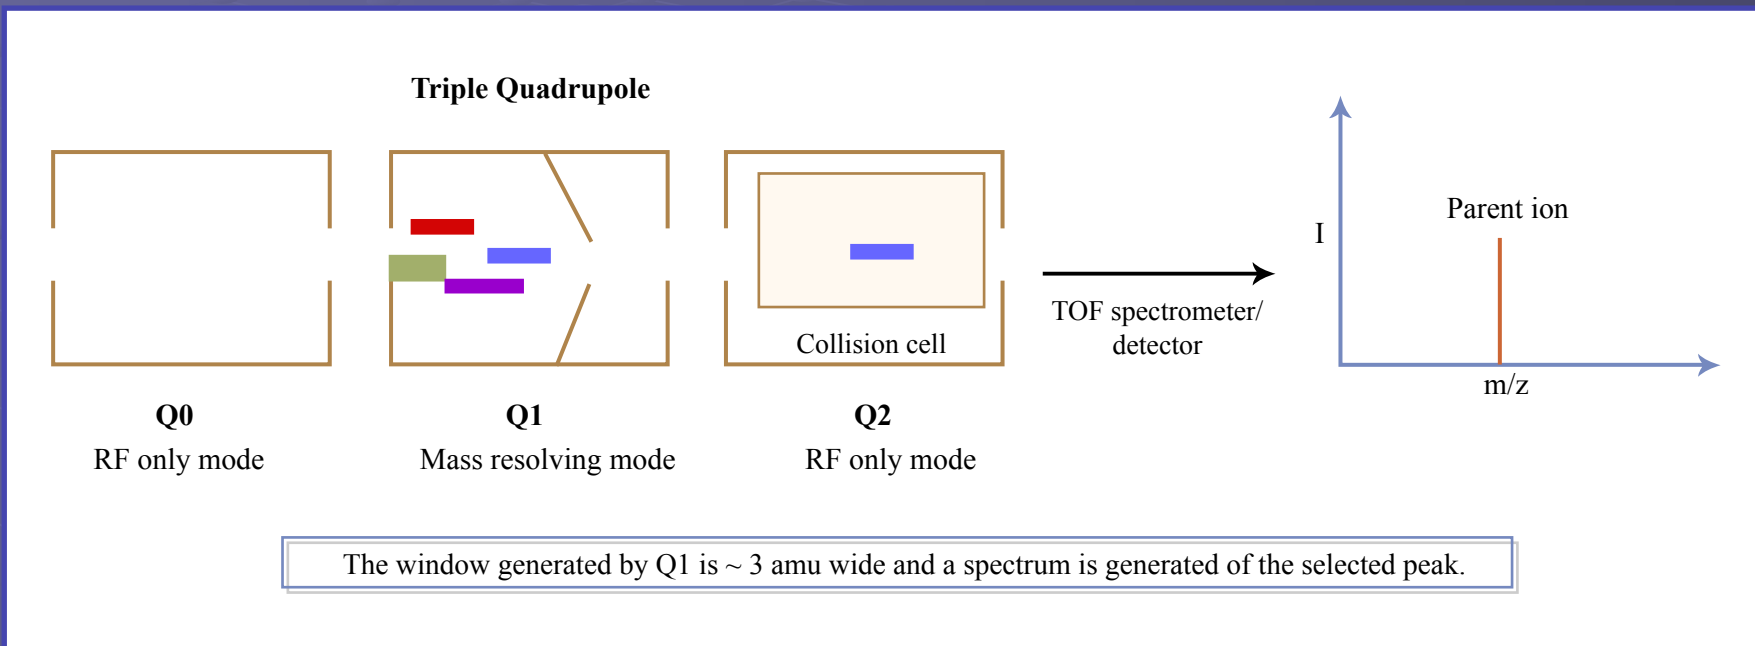 Triple Quadrupole
Q0
RF only mode
Q1
Mass resolving mode
Collision cell
Q2
RF only mode
TOF spectrometer/
detector
I
Parent ion
m/z
The window generated by Q1 is ~ 3 amu wide and a spectrum is generated of the selected peak.